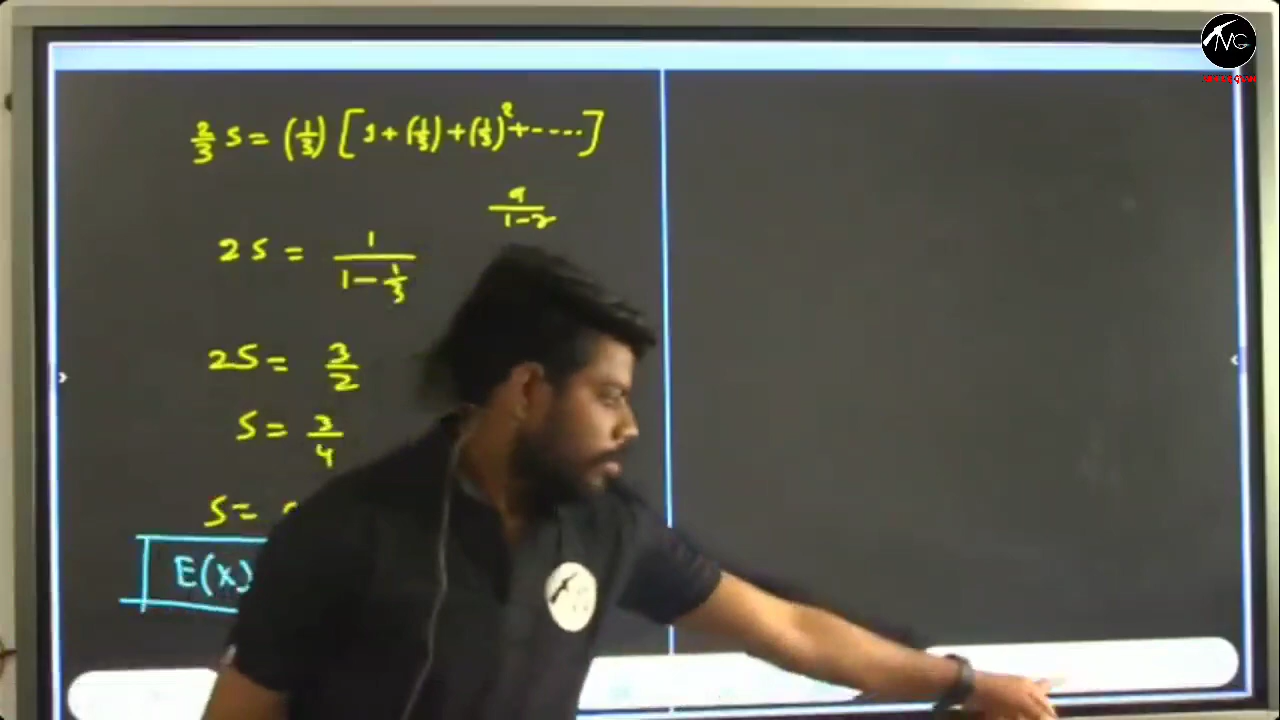 2/3 S = (1/3) [ 1 + (1/3) + (1/3)² + ---- ]
a/1-r
2S = 1/1-1/3
2S = 3/2
S = 3/4
S =
E(X)